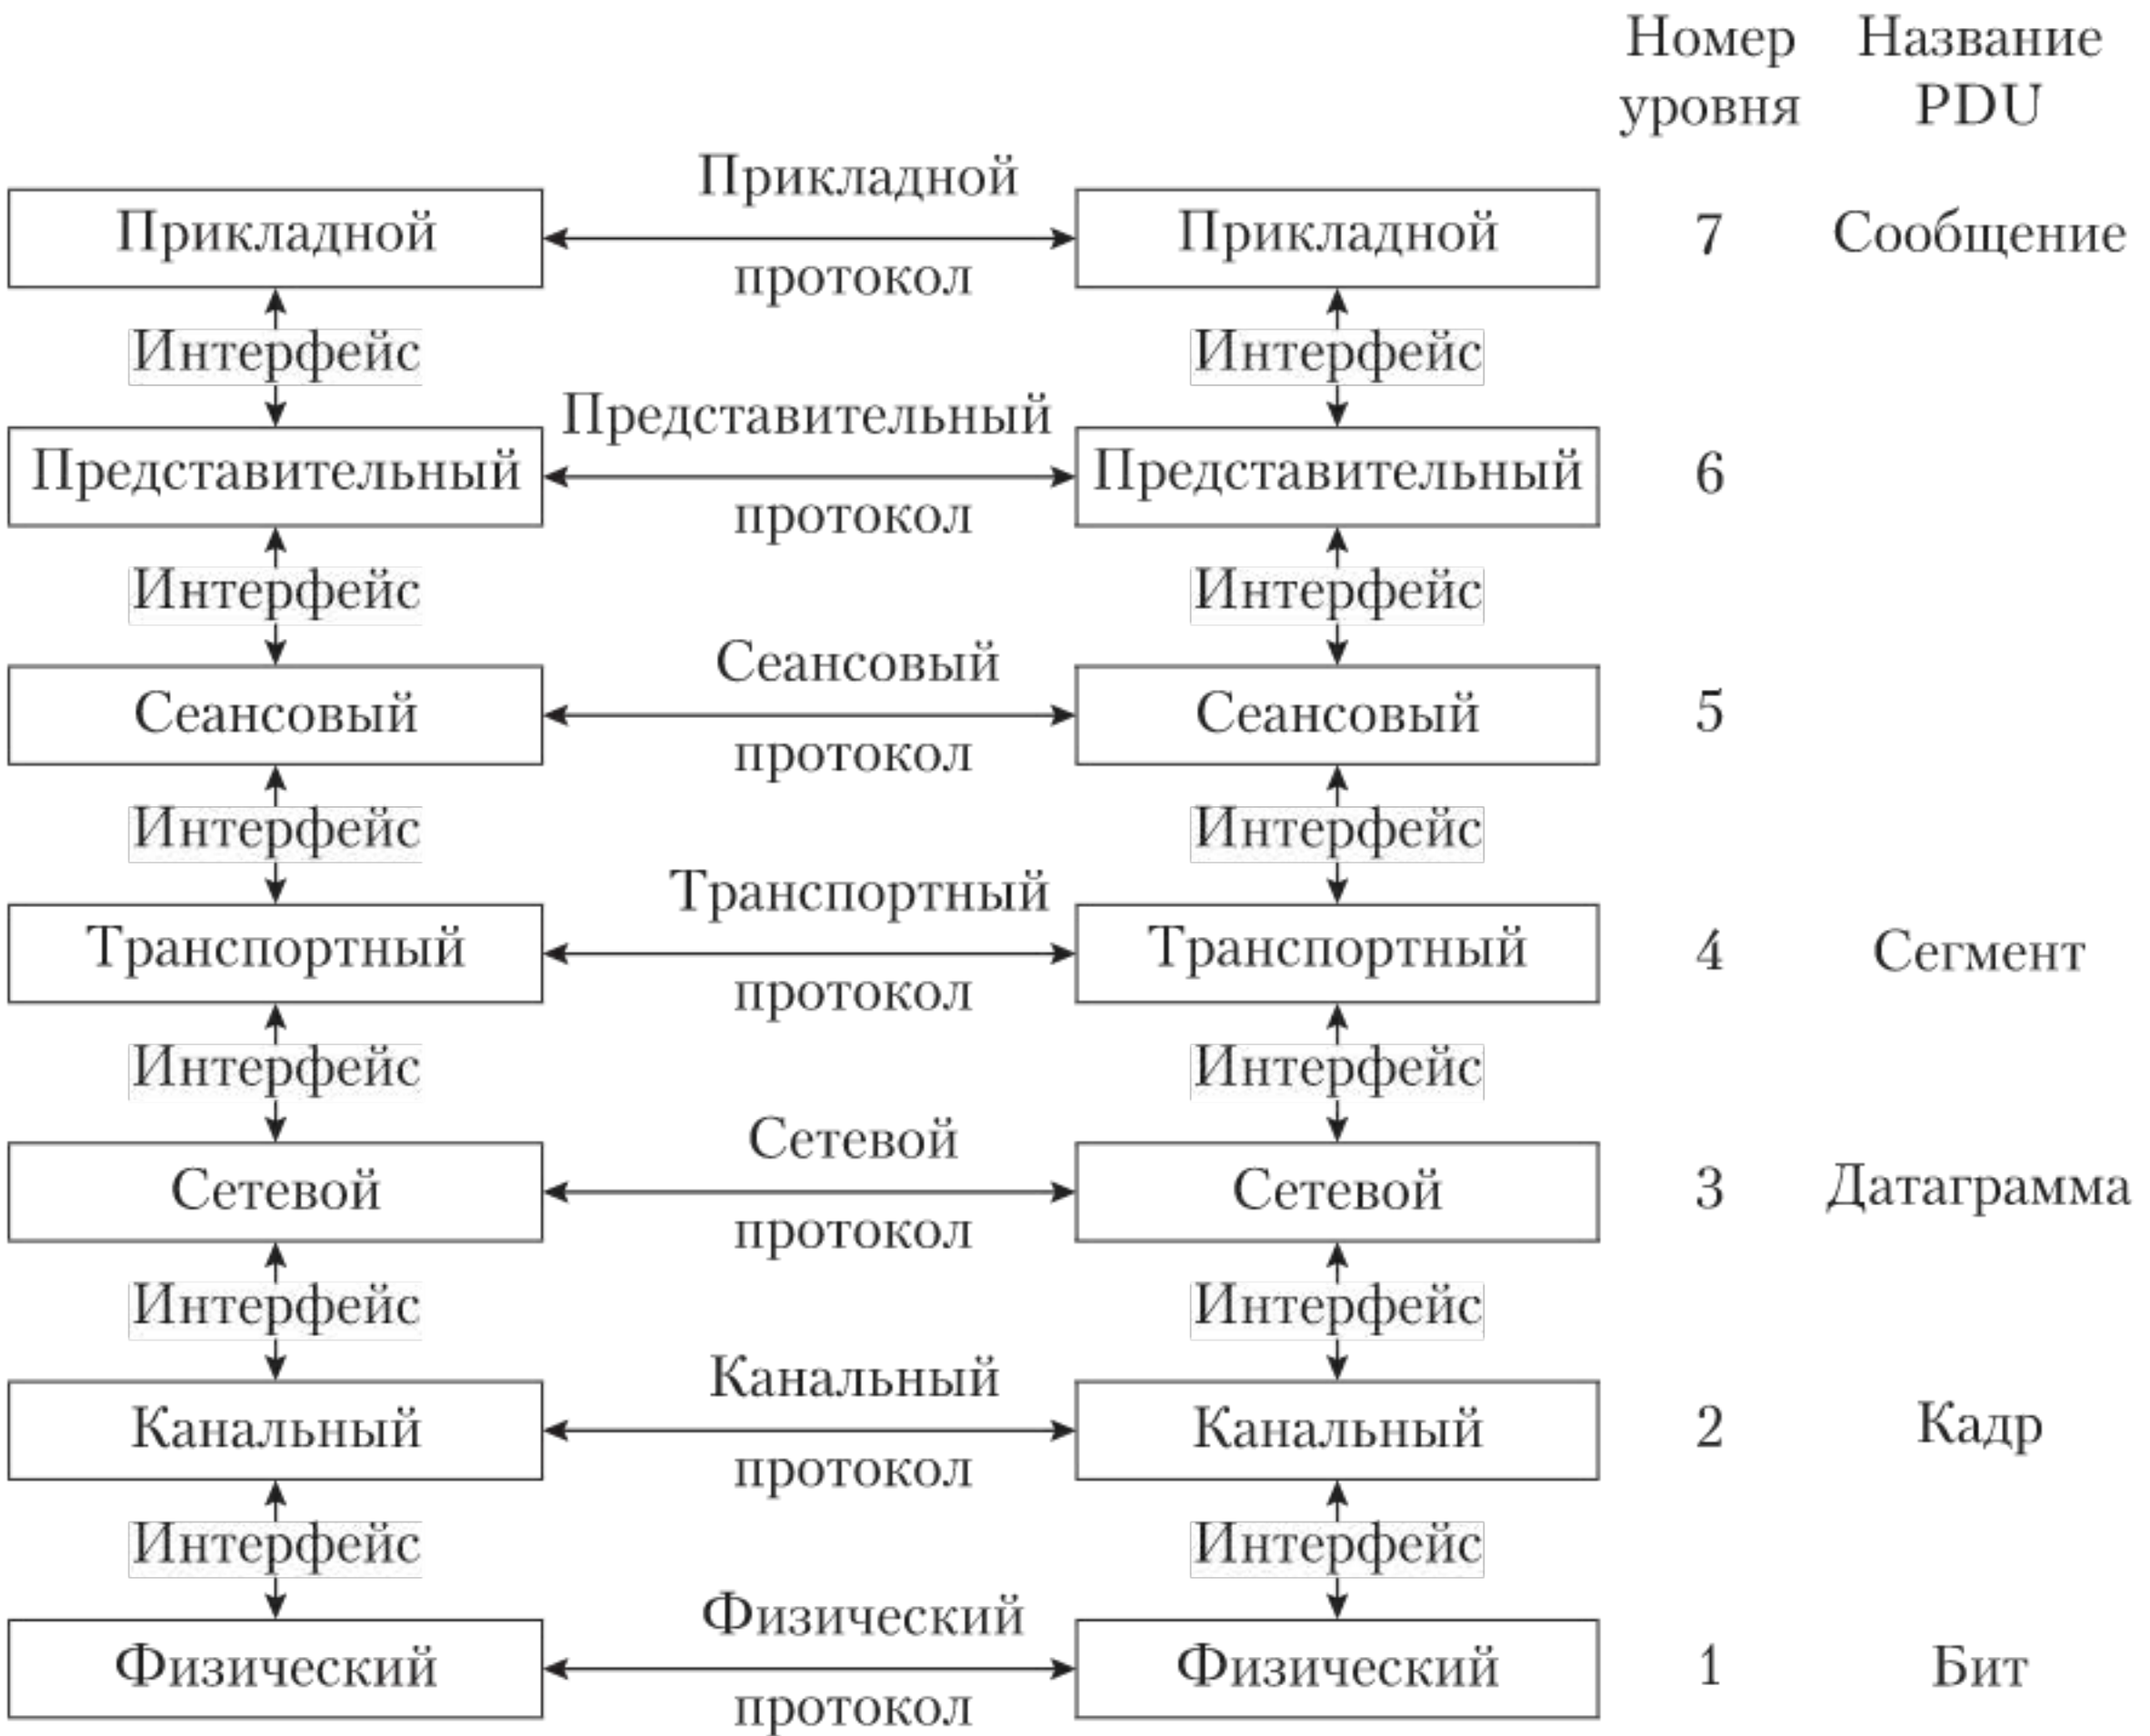 Номер Название
уровня PDU
Прикладной
Прикладной Прикладной 7 Сообщение
протокол
Интерфейс Интерфейс
Представительный
Представительный Представительный 6
протокол
Интерфейс Интерфейс
Сеансовый
Сеансовый Сеансовый 5
протокол
Интерфейс Интерфейс
Транспортный
Транспортный Транспортный 4 Сегмент
протокол
Интерфейс Интерфейс
Сетевой
Сетевой Сетевой 3 Датаграмма
протокол
Интерфейс Интерфейс
Канальный
Канальный Канальный 2 Кадр
протокол
Интерфейс Интерфейс
Физический
Физический Физический 1 Бит
протокол